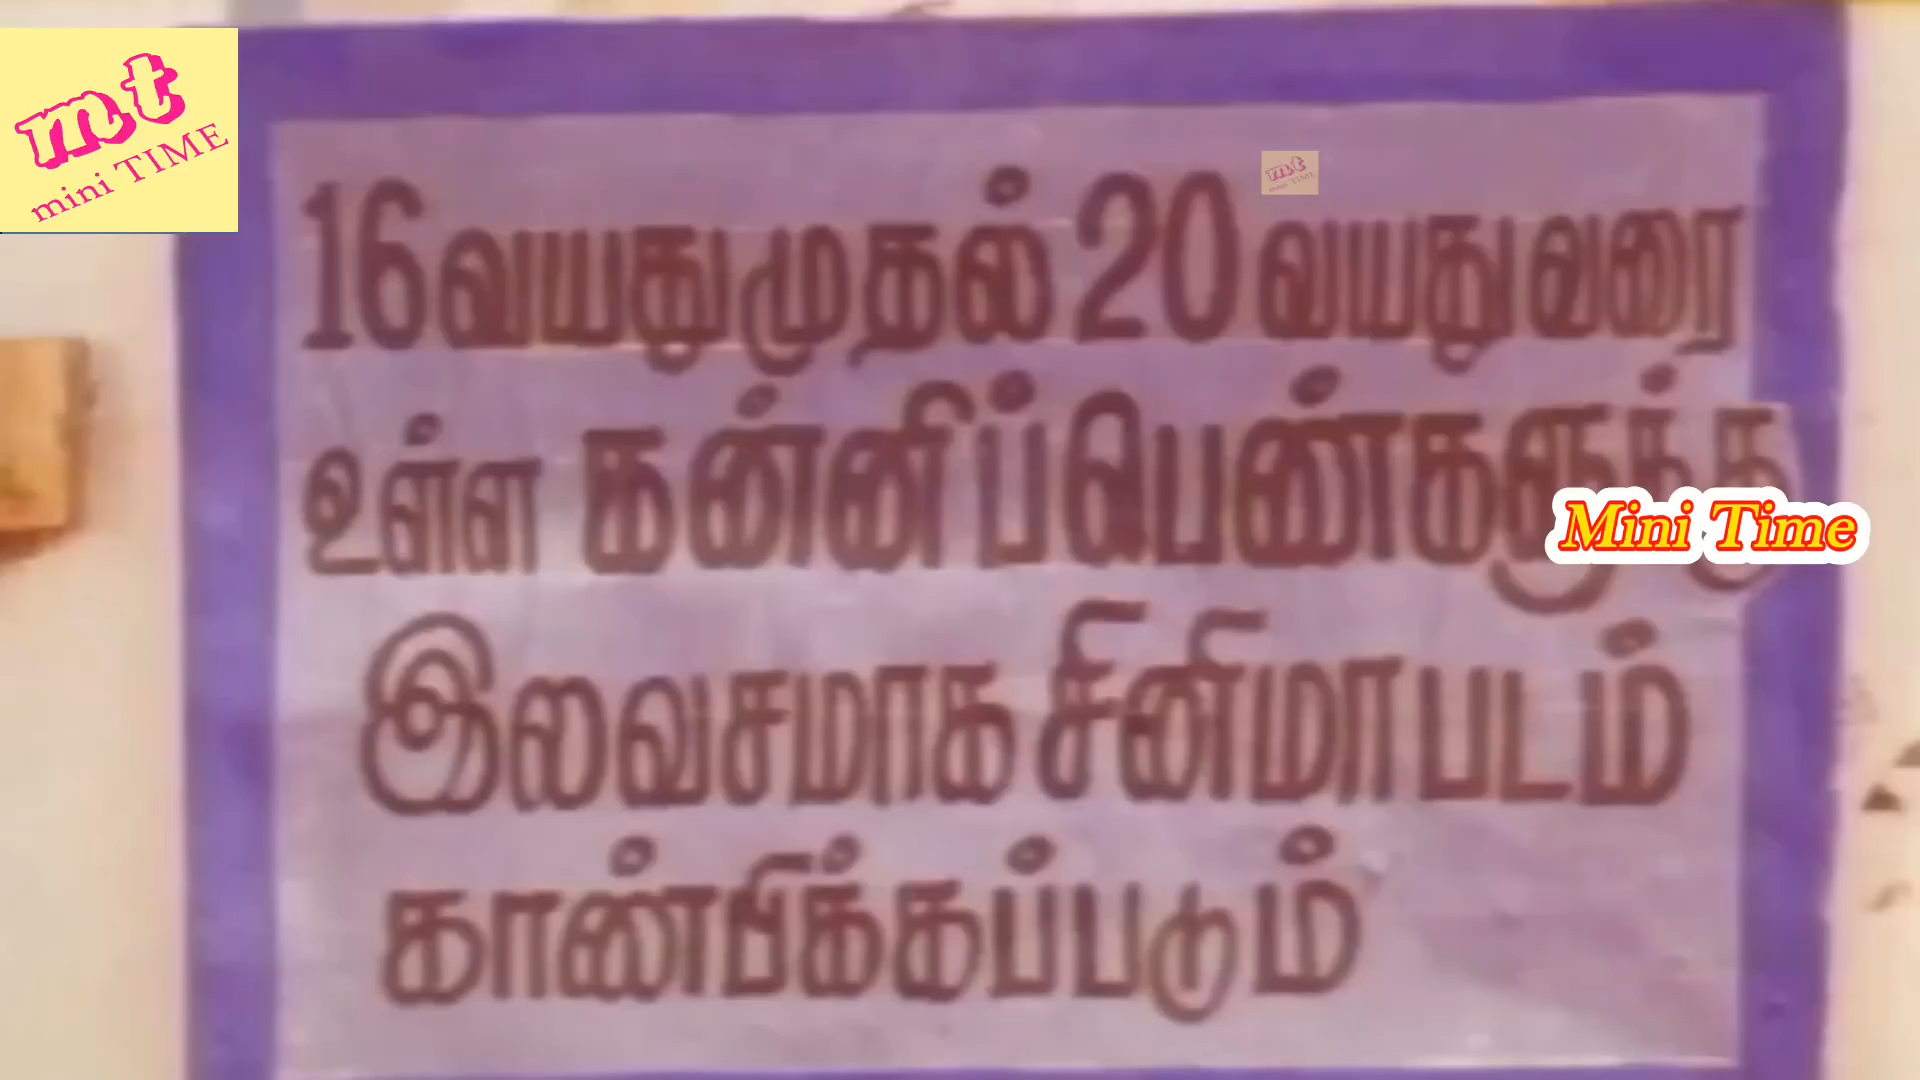 mt
mini TIME
16 வயது முதல் 20 வயது வரை
உள்ள கன்னிப்பெண்களுக்கு
Mini Time
இலவசமாக சினிமா படம்
காண்பிக்கப்படும்